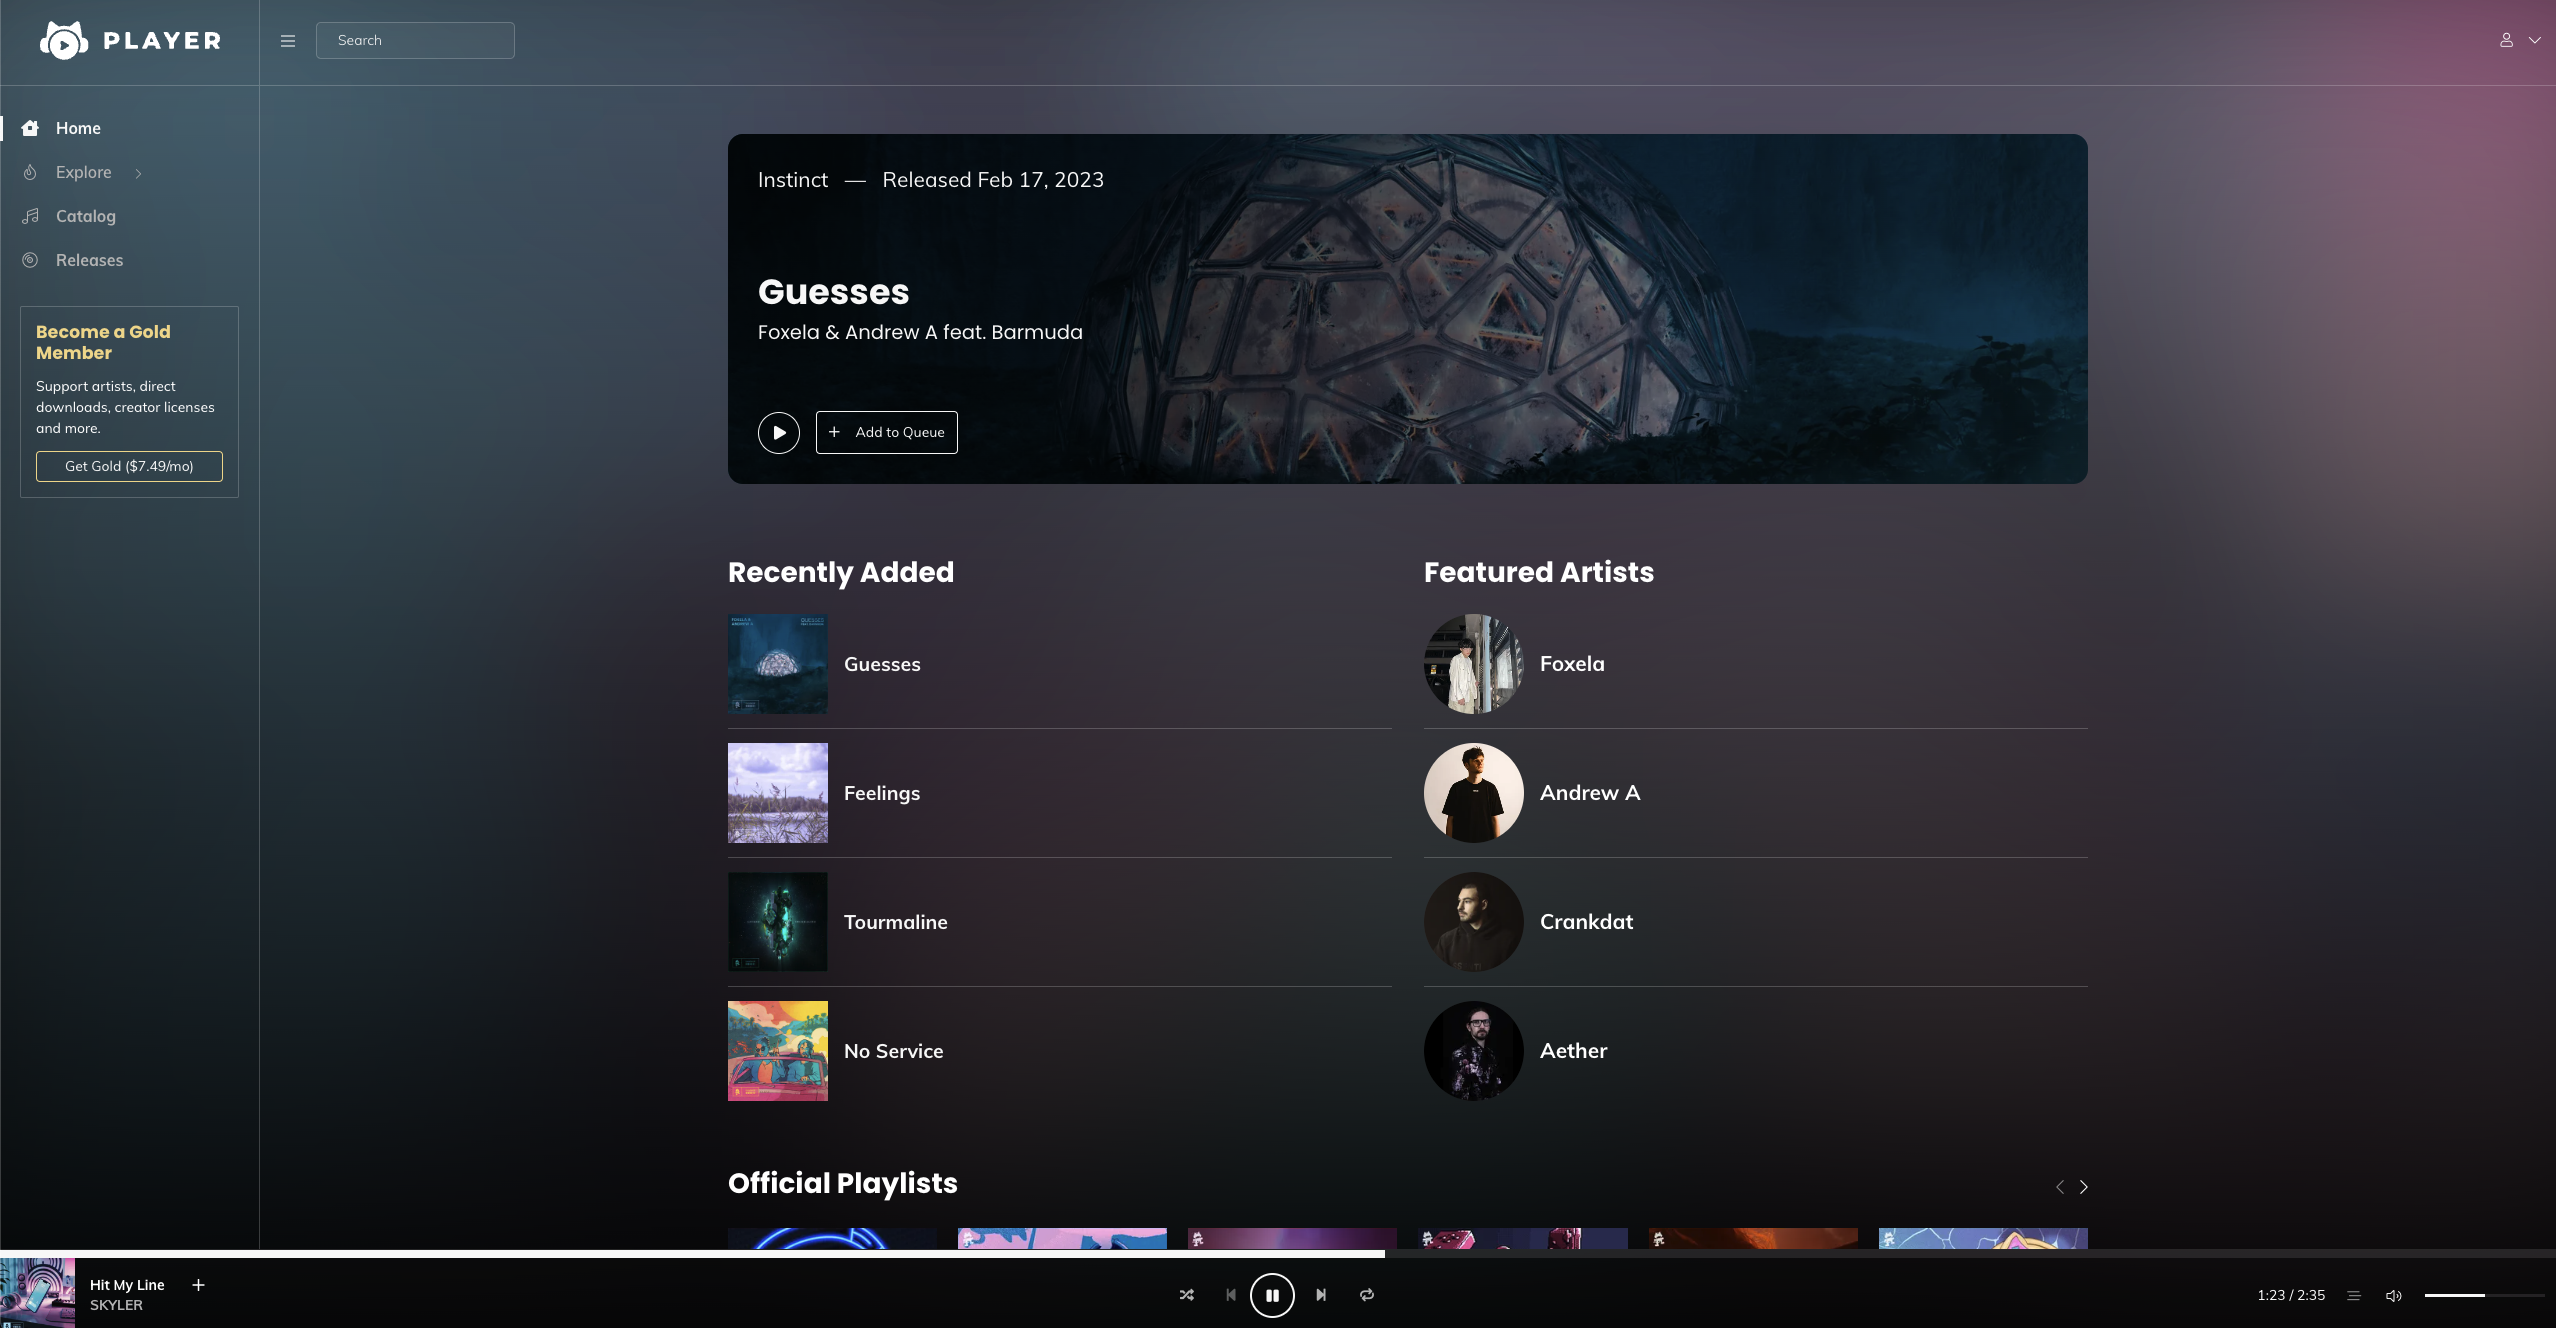 PLAYER
Search
Home
Explore
Catalog
Releases
Become a Gold
Member
Support artists, direct
downloads, creator licenses
and more.
Get Gold ($7.49/mo)
Instinct — Released Feb 17, 2023
Guesses
Foxela & Andrew A feat. Barmuda
Add to Queue
Recently Added
Guesses
Feelings
Tourmaline
No Service
Featured Artists
Foxela
Andrew A
Crankdat
Aether
Official Playlists
Hit My Line
SKYLER
1:23 / 2:35